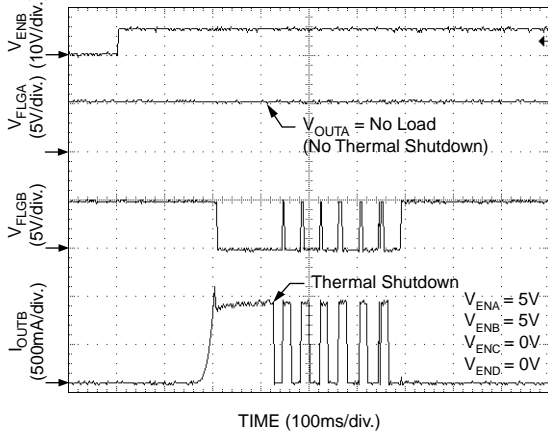 V_ENB
(10V/div.)
V_FLGA
(5V/div.)
V_OUTA = No Load
(No Thermal Shutdown)
V_FLGB
(5V/div.)
Thermal Shutdown
I_OUTB
(500mA/div.)
V_ENA = 5V
V_ENB = 5V
V_ENC = 0V
V_END = 0V
TIME (100ms/div.)